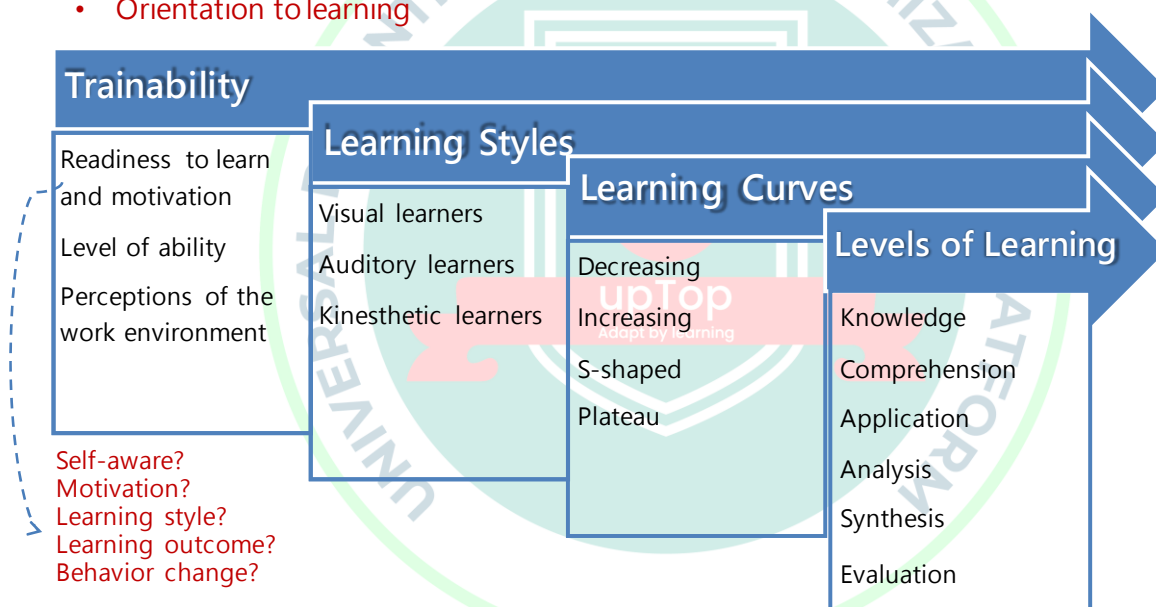 • Orientation to learning
Trainability
Readiness to learn
and motivation
Level of ability
Perceptions of the
work environment
Self-aware?
Motivation?
Learning style?
Learning outcome?
Behavior change?
Learning Styles
Visual learners
Auditory learners
Kinesthetic learners
Learning Curves
Decreasing
Increasing
S-shaped
Plateau
Levels of Learning
Knowledge
Comprehension
Application
Analysis
Synthesis
Evaluation
upTop
Adapt by learning